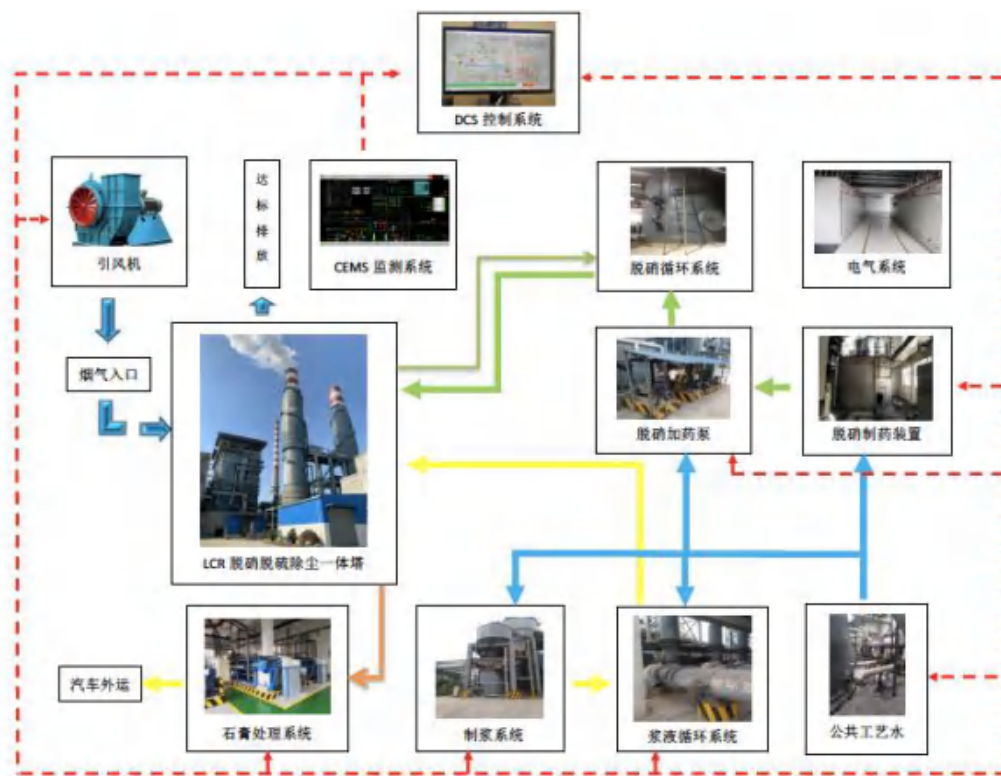 DCS 控制系统
引风机
达标排放
CEMS 监测系统
脱硝循环系统
电气系统
烟气入口
LCR 脱硝脱硫除尘一体塔
脱硝加药泵
脱硝制药装置
汽车外运
石膏处理系统
制浆系统
浆液循环系统
公共工艺水